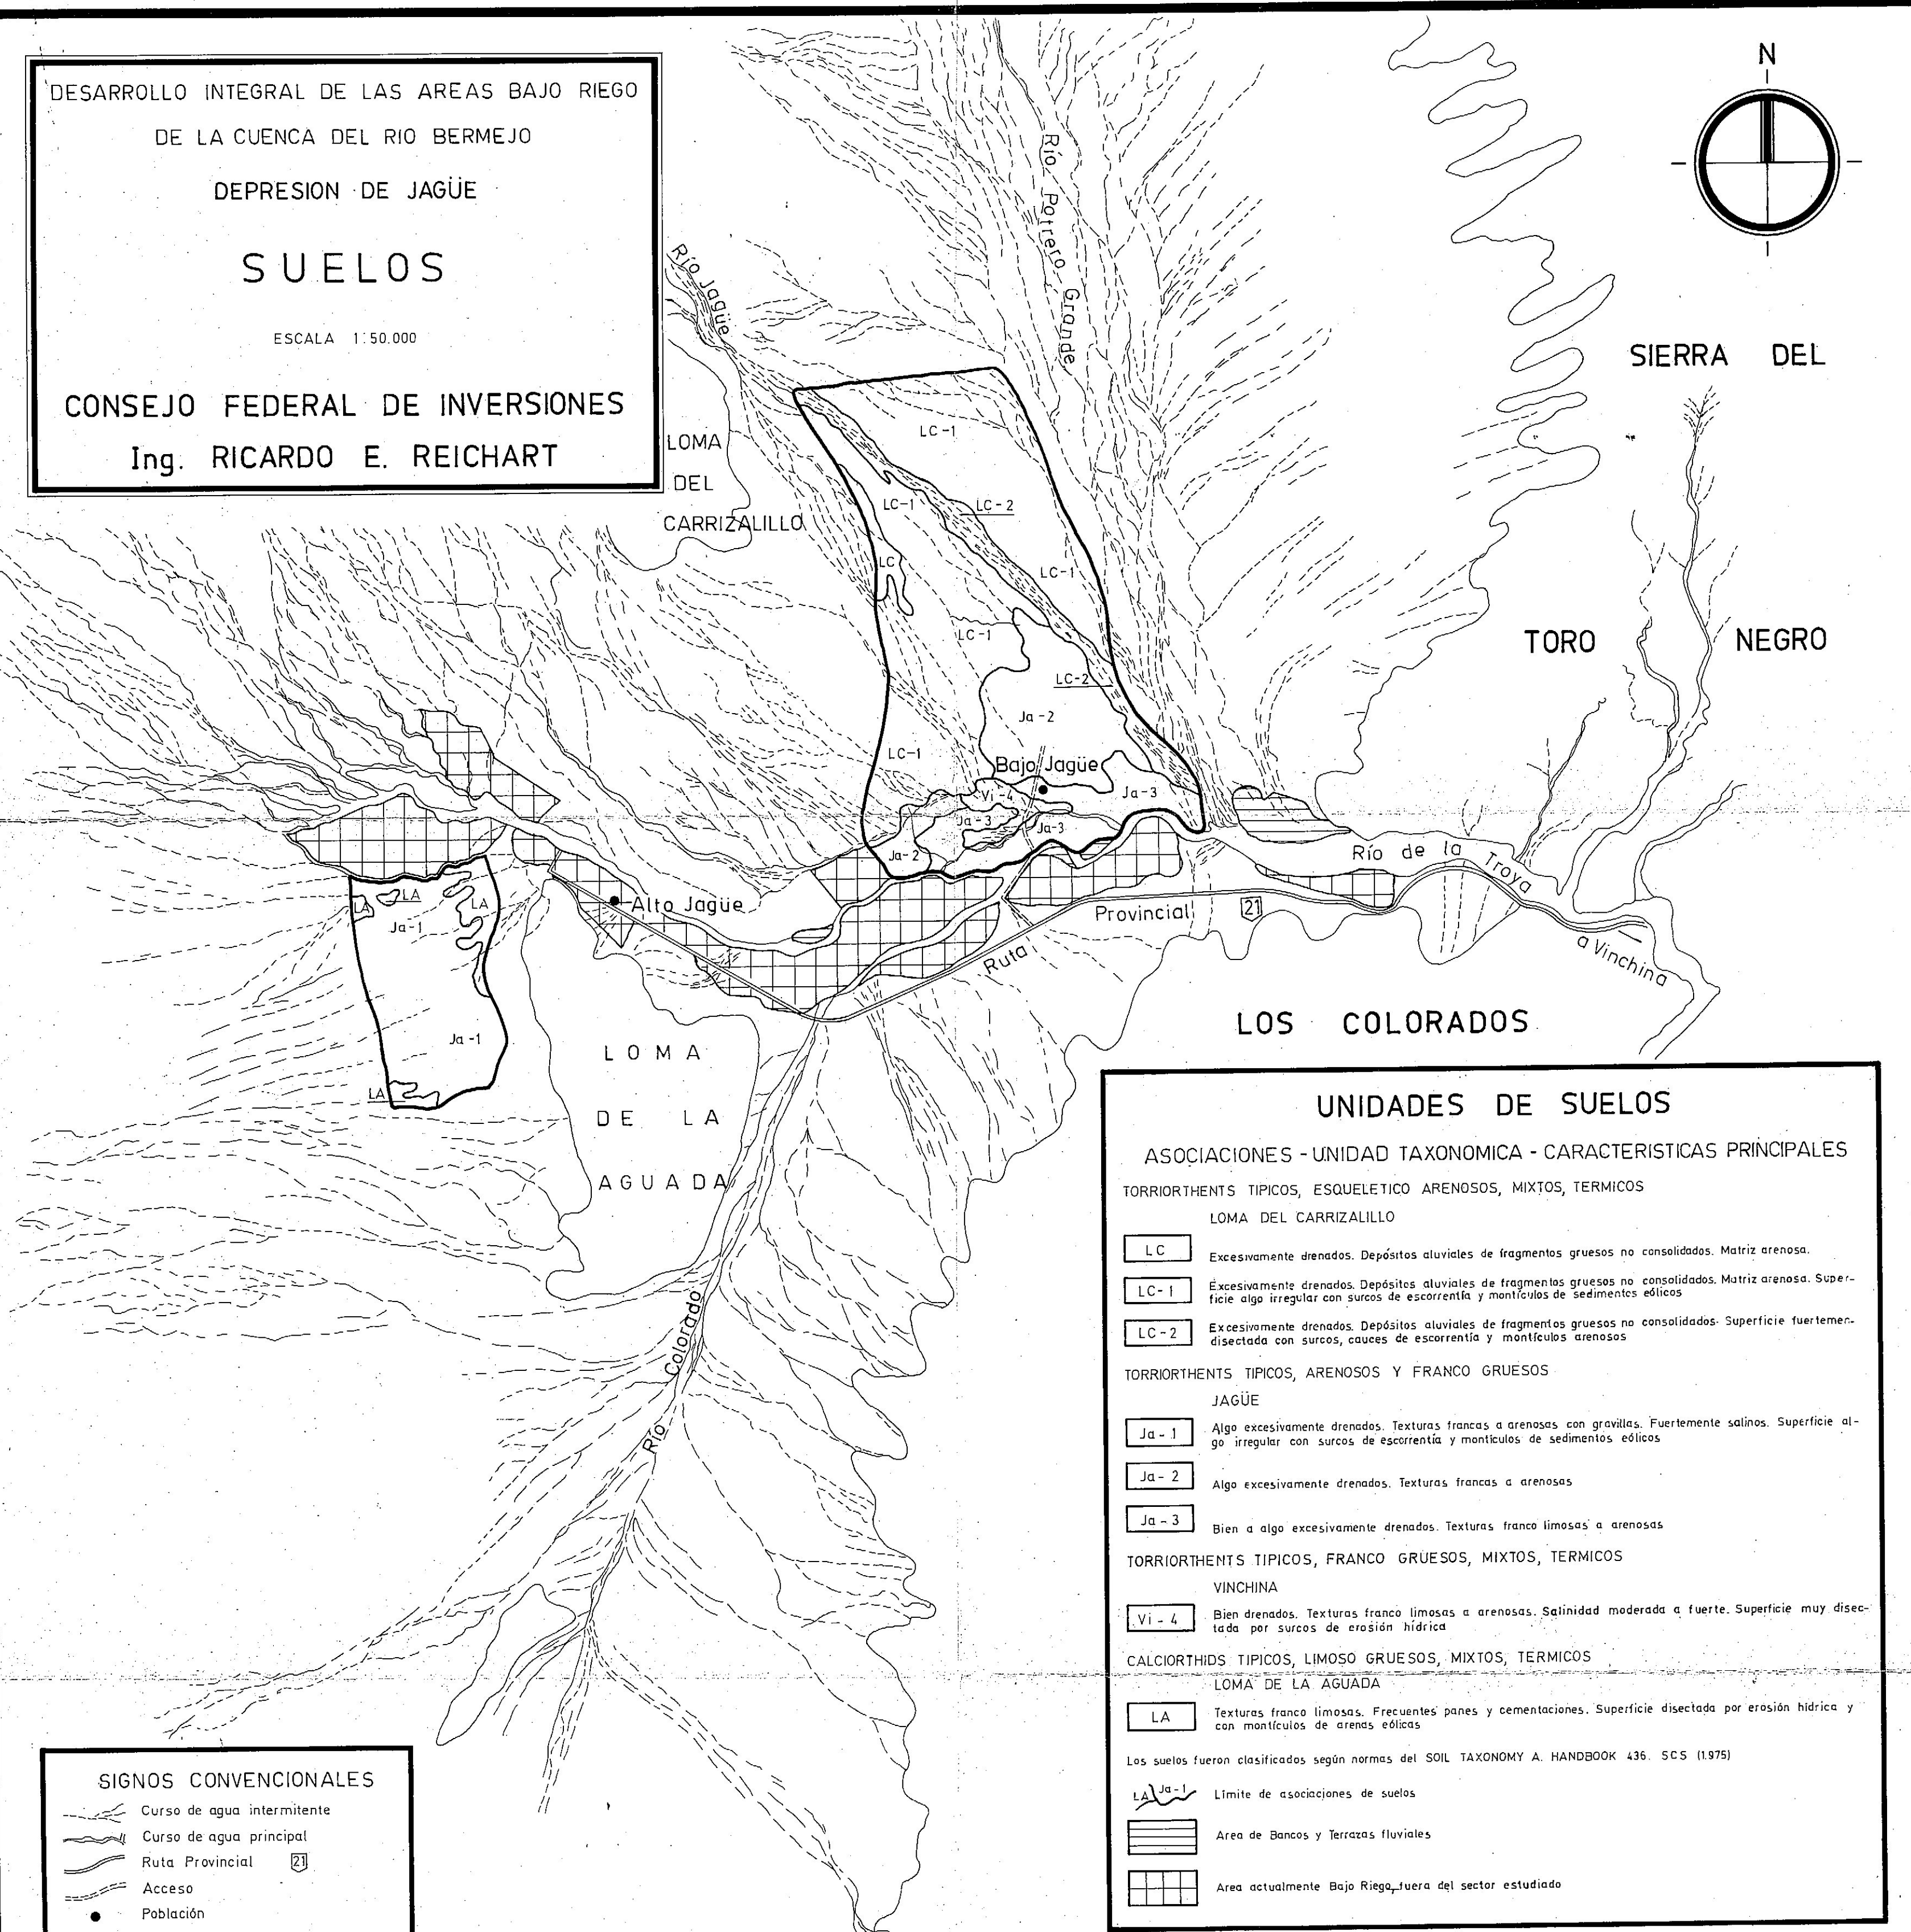 DESARROLLO INTEGRAL DE LAS AREAS BAJO RIEGO
DE LA CUENCA DEL RIO BERMEJO
DEPRESION DE JAGÜE
SUELOS
ESCALA 1:50.000
CONSEJO FEDERAL DE INVERSIONES
Ing. RICARDO E. REICHART
N
Río Jagüe
Río Potrero Grande
SIERRA DEL
TORO NEGRO
LOMA
DEL
CARRIZALILLO
LC-1
LC-1
LC-2
LC
LC-1
LC-1
LC-2
Ja-2
LC-1
Bajo Jagüe
Vi-4
Ja-3
Ja-3
Ja-3
Ja-2
Río de la Troya
Alto Jagüe
LA
LA
LA
Ja-1
Provincial
21
Ruta
a Vinchina
LOS COLORADOS
Ja-1
LA
LOMA
DE LA
AGUADA
Río Colorado
UNIDADES DE SUELOS
ASOCIACIONES - UNIDAD TAXONOMICA - CARACTERISTICAS PRINCIPALES
TORRIORTHENTS TIPICOS, ESQUELETICO ARENOSOS, MIXTOS, TERMICOS
LOMA DEL CARRIZALILLO
LC Excesivamente drenados. Depósitos aluviales de fragmentos gruesos no consolidados. Matriz arenosa.
LC-1 Excesivamente drenados. Depósitos aluviales de fragmentos gruesos no consolidados. Matriz arenosa. Super-
ficie algo irregular con surcos de escorrentía y montículos de sedimentos eólicos
LC-2 Excesivamente drenados. Depósitos aluviales de fragmentos gruesos no consolidados. Superficie fuertemen-
disectada con surcos, cauces de escorrentía y montículos arenosos
TORRIORTHENTS TIPICOS, ARENOSOS Y FRANCO GRUESOS
JAGÜE
Ja-1 Algo excesivamente drenados. Texturas francas a arenosas con gravillas. Fuertemente salinos. Superficie al-
go irregular con surcos de escorrentía y montículos de sedimentos eólicos
Ja-2 Algo excesivamente drenados. Texturas francas a arenosas
Ja-3 Bien a algo excesivamente drenados. Texturas franco limosas a arenosas
TORRIORTHENTS TIPICOS, FRANCO GRUESOS, MIXTOS, TERMICOS
VINCHINA
Vi-4 Bien drenados. Texturas franco limosas a arenosas. Salinidad moderada a fuerte. Superficie muy disec-
tada por surcos de erosión hídrica
CALCIORTHIDS TIPICOS, LIMOSO GRUESOS, MIXTOS, TERMICOS
LOMA DE LA AGUADA
LA Texturas franco limosas. Frecuentes panes y cementaciones. Superficie disectada por erosión hídrica y
con montículos de arenas eólicas
Los suelos fueron clasificados según normas del SOIL TAXONOMY A. HANDBOOK 436. SCS (1.975)
LA Ja-1 Límite de asociaciones de suelos
Area de Bancos y Terrazas fluviales
Area actualmente Bajo Riego, fuera del sector estudiado
SIGNOS CONVENCIONALES
Curso de agua intermitente
Curso de agua principal
Ruta Provincial 21
Acceso
Población